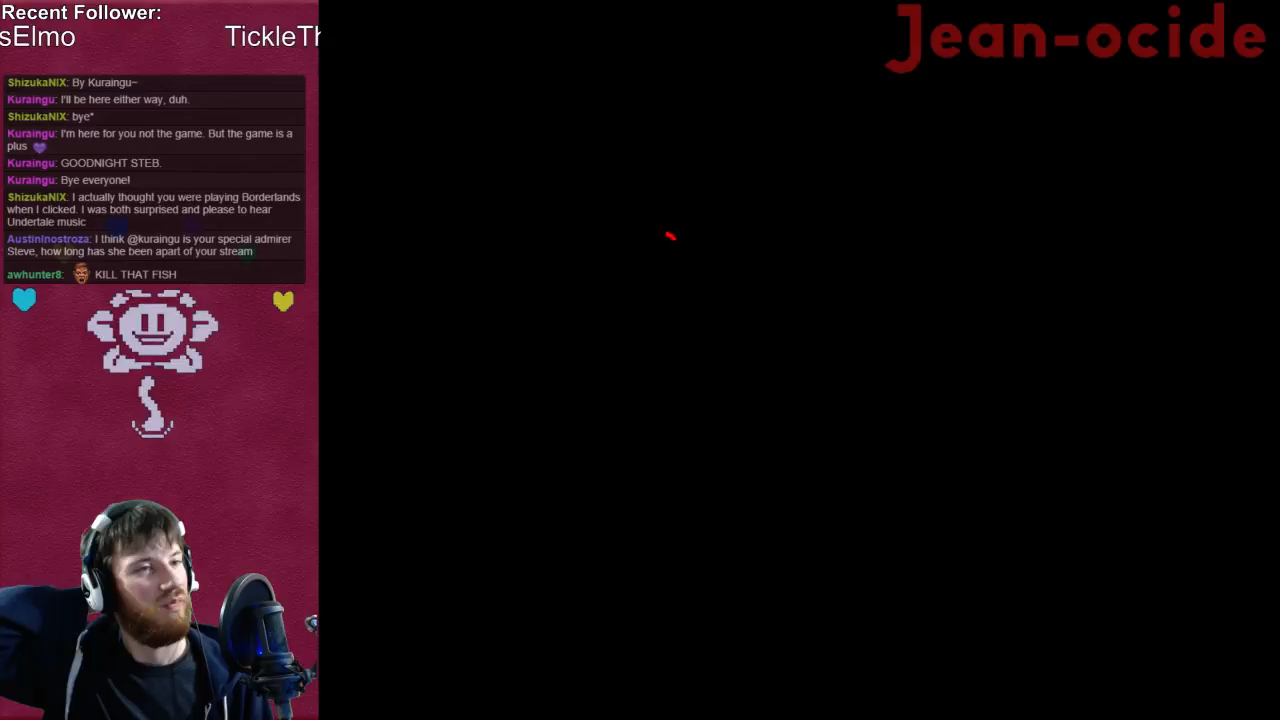 Recent Follower:
sElmo TickleTh
Jean-ocide
ShizukaNIX: By Kuraingu~
Kuraingu: I'll be here either way, duh.
ShizukaNIX: bye*
Kuraingu: I'm here for you not the game. But the game is a
plus
Kuraingu: GOODNIGHT STEB.
Kuraingu: Bye everyone!
ShizukaNIX: I actually thought you were playing Borderlands
when I clicked. I was both surprised and please to hear
Undertale music
AustinInostroza: I think @kuraingu is your special admirer
Steve, how long has she been apart of your stream
awhunter8: KILL THAT FISH